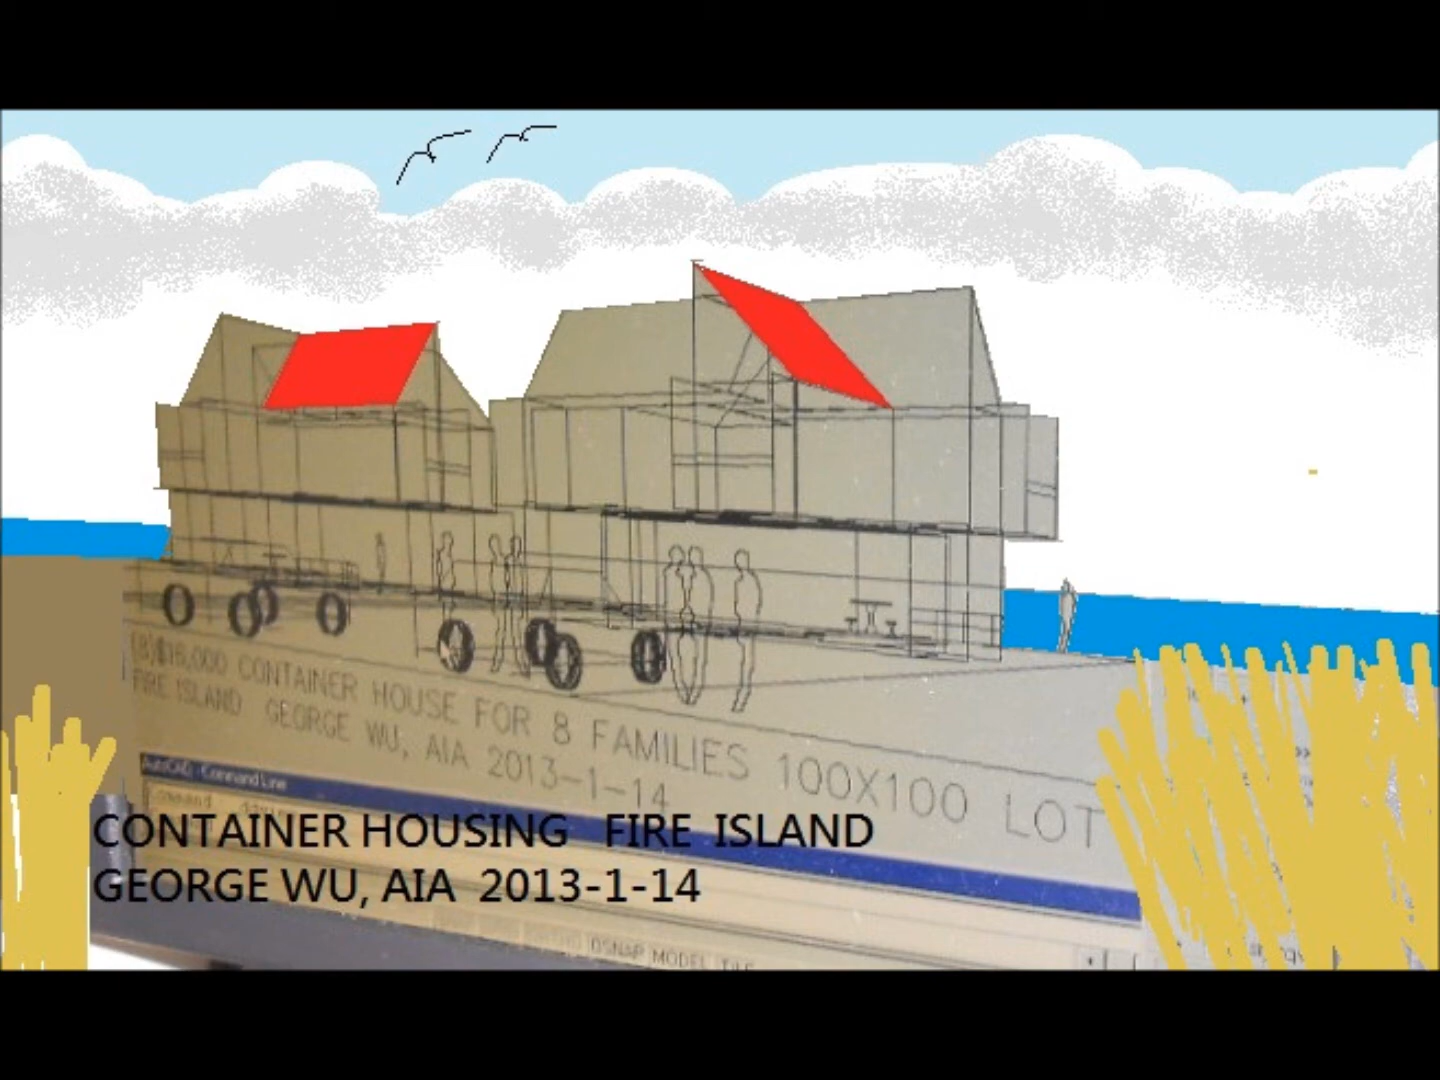 (8)$16,000 CONTAINER HOUSE FOR 8 FAMILIES 100X100 LOT
FIRE ISLAND GEORGE WU, AIA 2013-1-14
AutoCAD - Command Line
CONTAINER HOUSING FIRE ISLAND
GEORGE WU, AIA 2013-1-14
OSNAP MODEL TILE